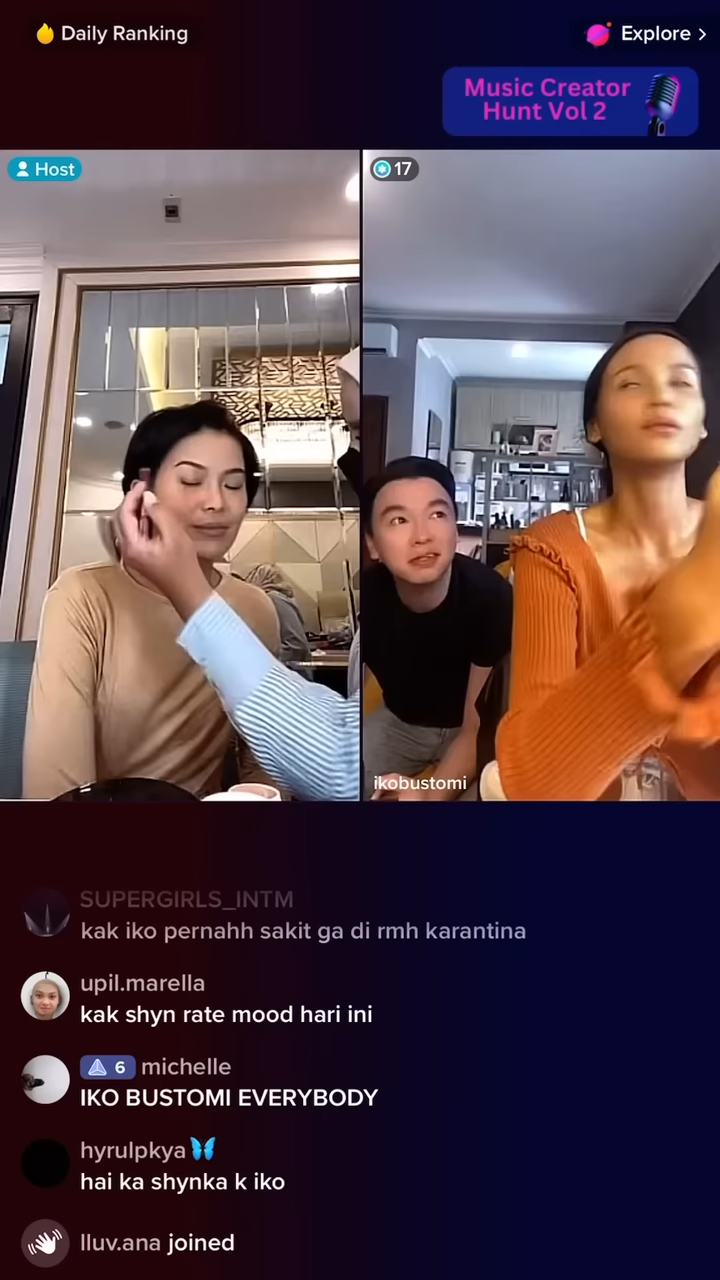 Daily Ranking
Explore
Music Creator
Hunt Vol 2
Host
17
ikobustomi
SUPERGIRLS_INTM
kak iko pernahh sakit ga di rmh karantina
upil.marella
kak shyn rate mood hari ini
6 michelle
IKO BUSTOMI EVERYBODY
hyrulpkya🦋
hai ka shynka k iko
lluv.ana joined